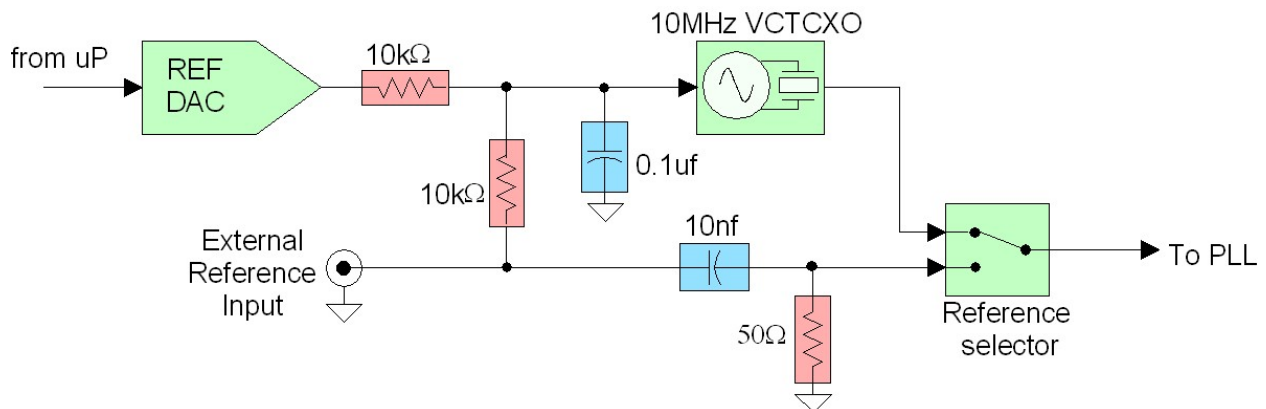 10MHz VCTCXO
from uP
REF
DAC
10kΩ
0.1uf
10kΩ
External
Reference
Input
10nf
50Ω
To PLL
Reference
selector